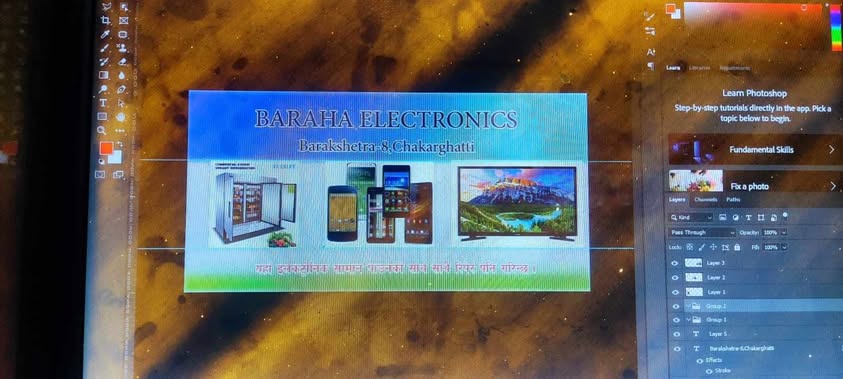 BARAHA ELECTRONICS
Barakshetra-8,Chakarghatti
यहाँ इलेक्ट्रोनिक सामान पाउनका साथ साथै रिपेर पनि गरिन्छ ।
Learn Libraries Adjustments
Learn Photoshop
Step-by-step tutorials directly in the app. Pick a
topic below to begin.
Fundamental Skills
Fix a photo
Layers Channels Paths
Kind
Pass Through Opacity: 100%
Lock: Fill: 100%
Layer 3
Layer 2
Layer 1
Group 2
Group 1
Layer 5
Barakshetra-8,Chakarghatti
Effects
Stroke